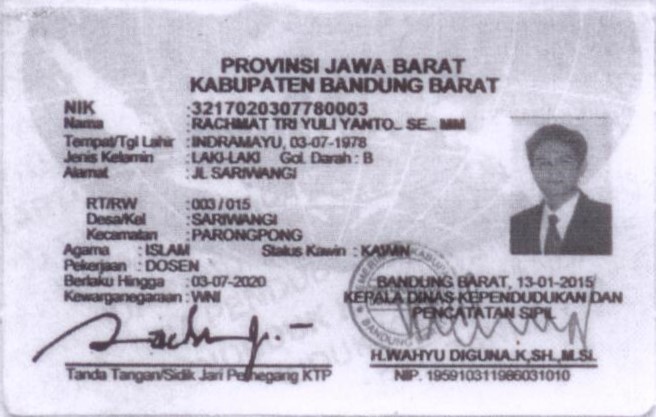 PROVINSI JAWA BARAT
KABUPATEN BANDUNG BARAT
NIK : 3217020307780003
Nama : RACHMAT TRI YULI YANTO.. SE.. MM
Tempat/Tgl Lahir : INDRAMAYU, 03-07-1978
Jenis Kelamin : LAKI-LAKI Gol. Darah : B
Alamat : JL SARIWANGI
RT/RW : 003 / 015
Desa/Kel : SARIWANGI
Kecamatan : PARONGPONG
Agama : ISLAM Status Kawin : KAWIN
Pekerjaan : DOSEN
Berlaku Hingga : 03-07-2020
Kewarganegaraan : WNI
BANDUNG BARAT, 13-01-2015
KEPALA DINAS KEPENDUDUKAN DAN
PENCATATAN SIPIL
H.WAHYU DIGUNA.K,SH.,M.Si.
NIP. 195910311986031010
Tanda Tangan/Sidik Jari Pemegang KTP